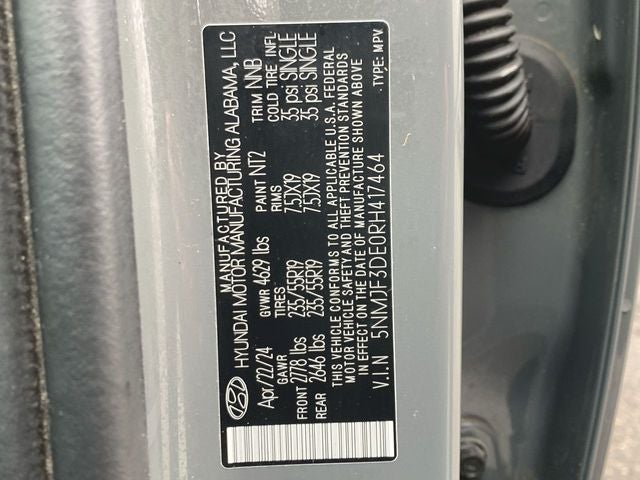 MANUFACTURED BY
HYUNDAI MOTOR MANUFACTURING ALABAMA, LLC
Apr/22/24 GVWR 4629 lbs PAINT NT2 TRIM NNB
GAWR TIRES RIMS COLD TIRE INFL
FRONT 2778 lbs 235/55R19 7.5JX19 35 psi SINGLE
REAR 2646 lbs 235/55R19 7.5JX19 35 psi SINGLE
THIS VEHICLE CONFORMS TO ALL APPLICABLE U.S.A. FEDERAL
MOTOR VEHICLE SAFETY AND THEFT PREVENTION STANDARDS
IN EFFECT ON THE DATE OF MANUFACTURE SHOWN ABOVE
V.I.N 5NMJF3DE0RH417464 TYPE: MPV